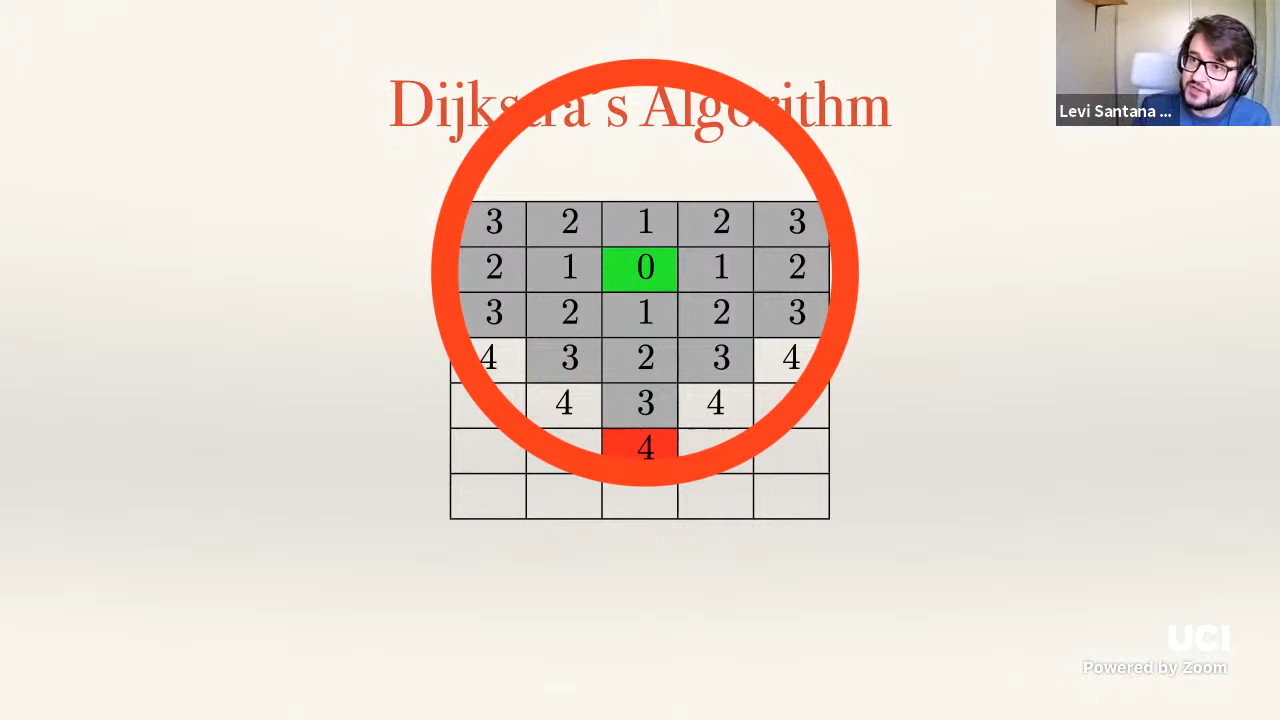 Dijkstra's Algorithm
Levi Santana ...
3 2 1 2 3
2 1 0 1 2
3 2 1 2 3
4 3 2 3 4
4 3 4
4
UCI
Powered by Zoom